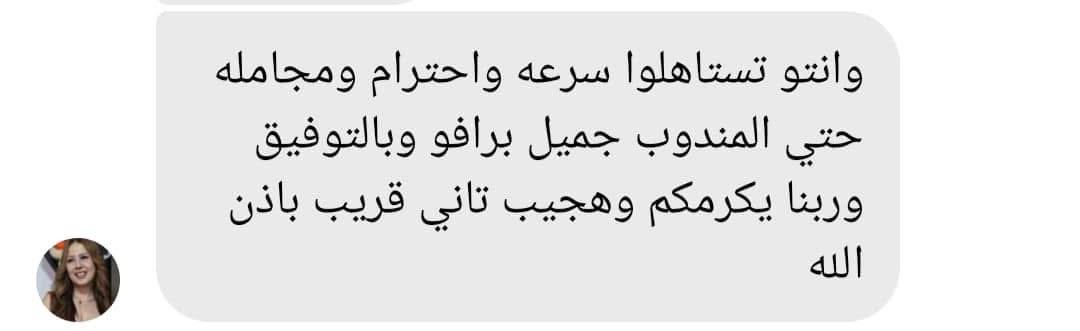 وانتو تستاهلوا سرعه واحترام ومجامله
حتي المندوب جميل برافو وبالتوفيق
وربنا يكرمكم وهجيب تاني قريب باذن
الله